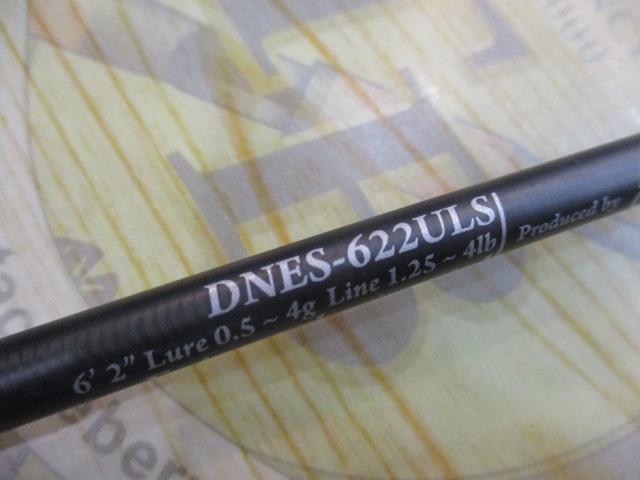 DNES-622ULS
6' 2" Lure 0.5 ~ 4g Line 1.25 ~ 4lb
Produced by